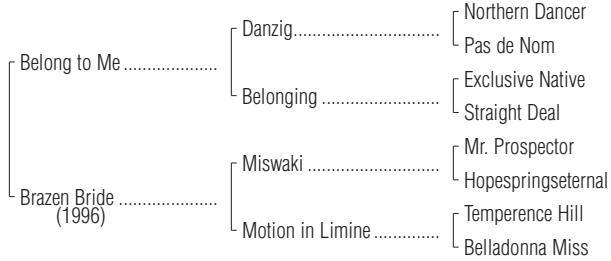 Northern Dancer
Danzig..............................
Pas de Nom
Belong to Me ...................
Exclusive Native
Belonging ........................
Straight Deal
Mr. Prospector
Miswaki ...........................
Hopespringseternal
Brazen Bride ....................
(1996)
Temperence Hill
Motion in Limine.............
Belladonna Miss